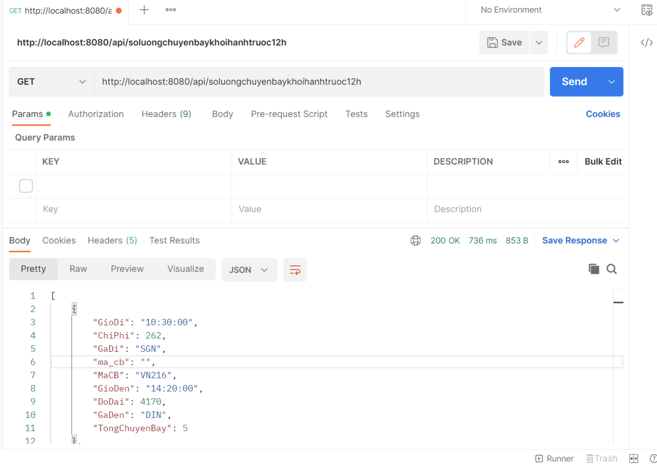 GET http://localhost:8080/a
No Environment
http://localhost:8080/api/soluongchuyenbaykhoihanhtruoc12h
Save
GET http://localhost:8080/api/soluongchuyenbaykhoihanhtruoc12h Send
Params Authorization Headers (9) Body Pre-request Script Tests Settings Cookies
Query Params
KEY VALUE DESCRIPTION Bulk Edit
Key Value Description
Body Cookies Headers (5) Test Results 200 OK 736 ms 853 B Save Response
Pretty Raw Preview Visualize JSON
1 [
2 {
3 "GioDi": "10:30:00",
4 "ChiPhi": 262,
5 "GaDi": "SGN",
6 "ma_cb": "",
7 "MaCB": "VN216",
8 "GioDen": "14:20:00",
9 "DoDai": 4170,
10 "GaDen": "DIN",
11 "TongChuyenBay": 5
12 },
Runner Trash